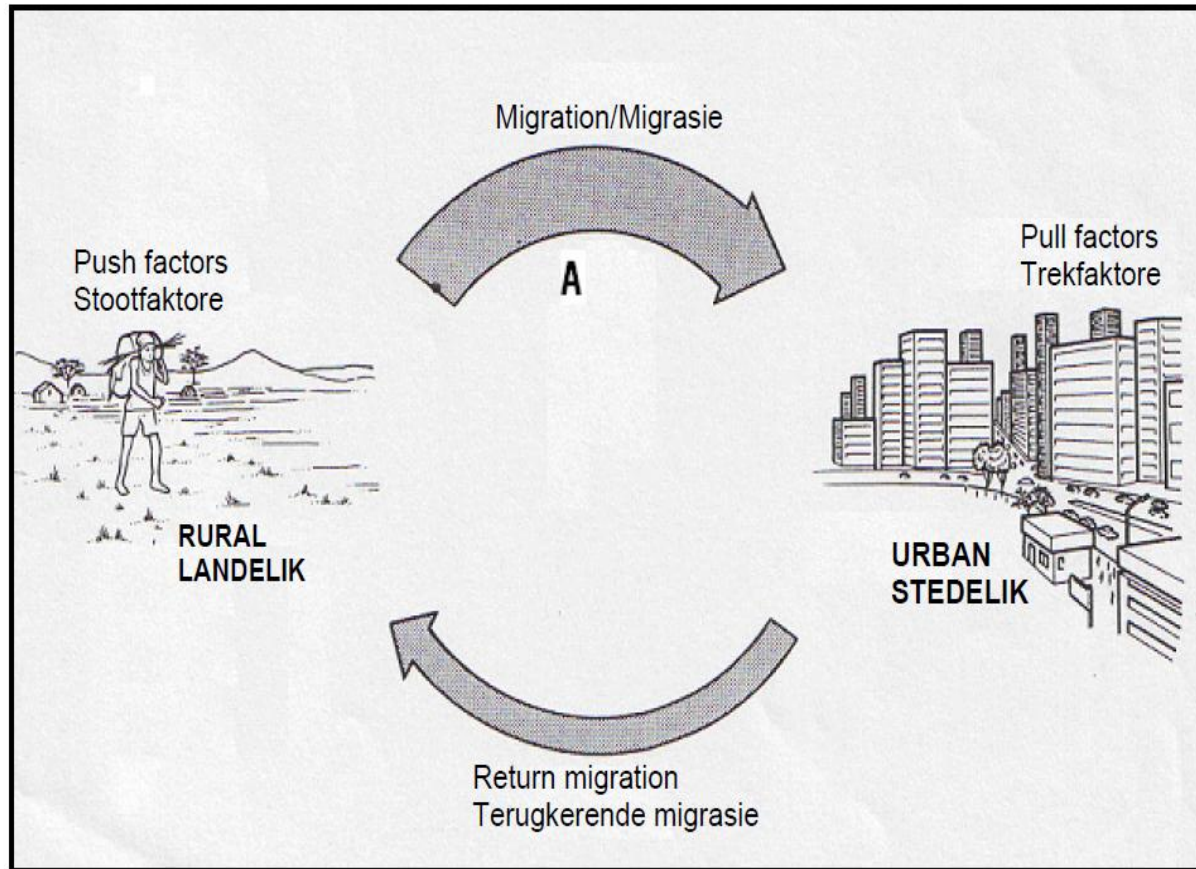 Migration/Migrasie
Push factors
Stootfaktore
A
Pull factors
Trekfaktore
RURAL
LANDELIK
URBAN
STEDELIK
Return migration
Terugkerende migrasie